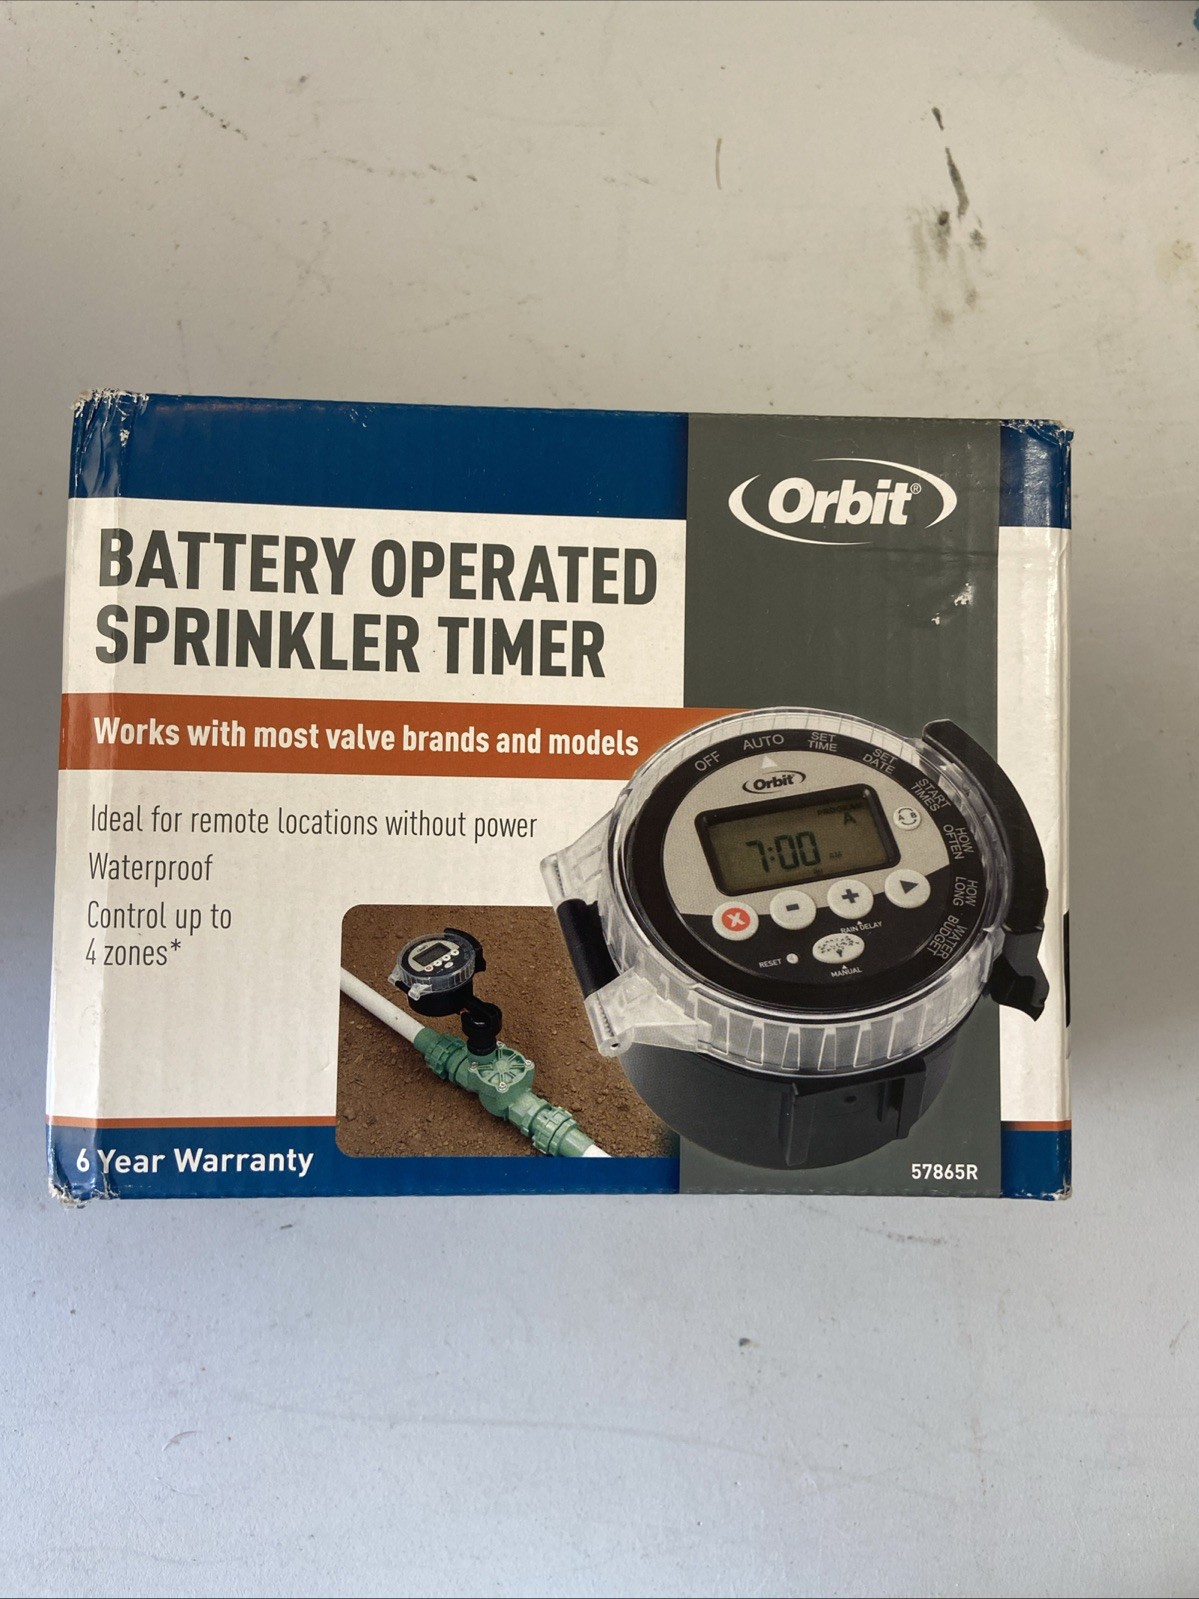 Orbit®
BATTERY OPERATED
SPRINKLER TIMER
Works with most valve brands and models
Ideal for remote locations without power
Waterproof
Control up to
4 zones*
OFF
AUTO
SET
TIME
SET
DATE
START
TIMES
HOW
OFTEN
HOW
LONG
WATER
BUDGET
Orbit
A
7:00 AM
A B
RAIN DELAY
RESET
MANUAL
6 Year Warranty
57865R